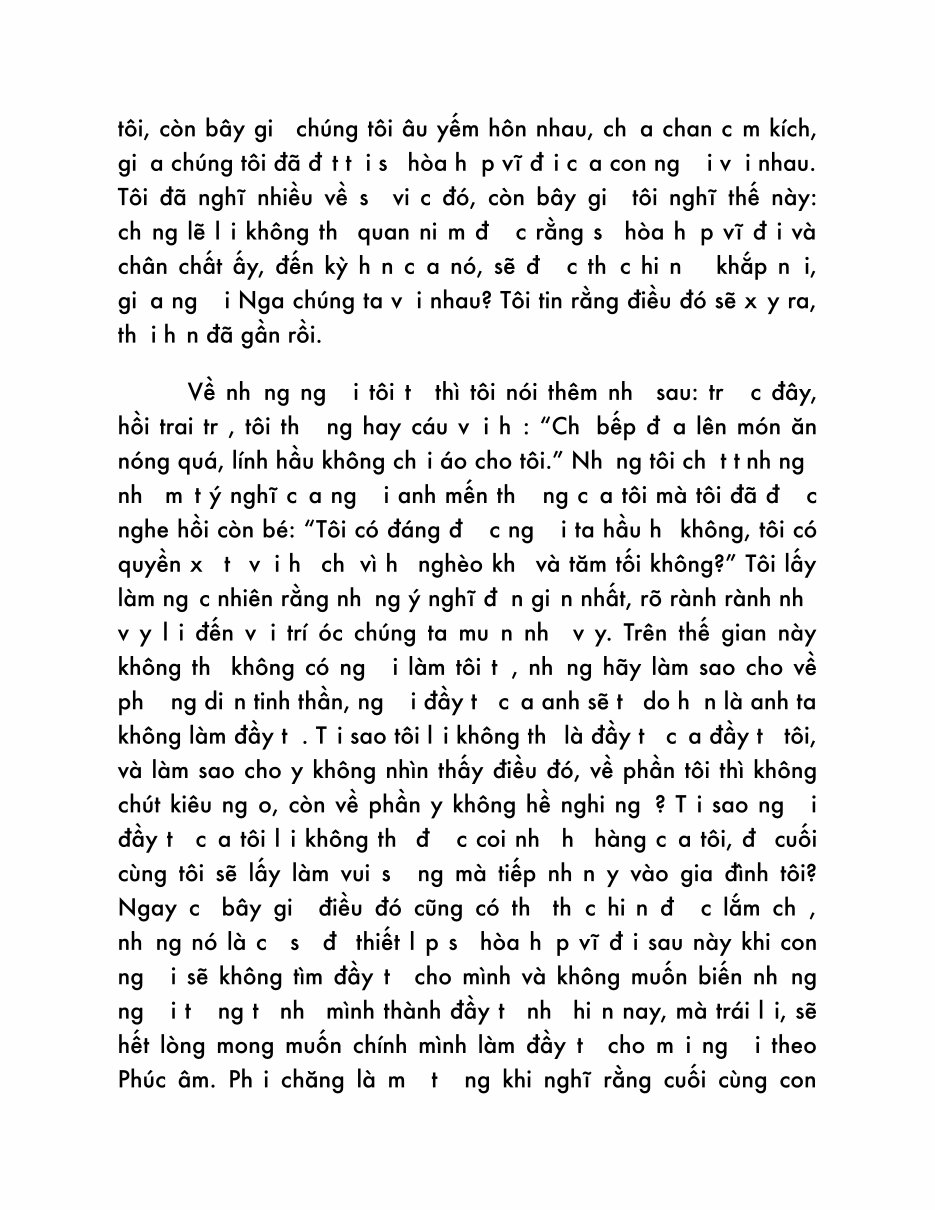 tôi, còn bây gi chúng tôi âu yếm hôn nhau, ch a chan c m kích,
gi a chúng tôi đã đ t t i s hòa h p vĩ đ i c a con ng i v i nhau.
Tôi đã nghĩ nhiều về s vi c đó, còn bây gi tôi nghĩ thế này:
ch ng lẽ l i không th quan ni m đ c rằng s hòa h p vĩ đ i và
chân chất ấy, đến kỳ h n c a nó, sẽ đ c th c hi n khắp n i,
gi a ng i Nga chúng ta v i nhau? Tôi tin rằng điều đó sẽ x y ra,
th i h n đã gần rồi.
Về nh ng ng i tôi t thì tôi nói thêm nh sau: tr c đây,
hồi trai tr , tôi th ng hay cáu v i h : “Ch bếp đ a lên món ăn
nóng quá, lính hầu không ch i áo cho tôi.” Nh ng tôi ch t t nh ng
nh m t ý nghĩ c a ng i anh mến th ng c a tôi mà tôi đã đ c
nghe hồi còn bé: “Tôi có đáng đ c ng i ta hầu h không, tôi có
quyền x t v i h ch vì h nghèo kh và tăm tối không?” Tôi lấy
làm ng c nhiên rằng nh ng ý nghĩ đ n gi n nhất, rõ rành rành nh
v y l i đến v i trí óc chúng ta mu n nh v y. Trên thế gian này
không th không có ng i làm tôi t , nh ng hãy làm sao cho về
ph ng di n tinh thần, ng i đầy t c a anh sẽ t do h n là anh ta
không làm đầy t . T i sao tôi l i không th là đầy t c a đầy t tôi,
và làm sao cho y không nhìn thấy điều đó, về phần tôi thì không
chút kiêu ng o, còn về phần y không hề nghi ng ? T i sao ng i
đầy t c a tôi l i không th đ c coi nh h hàng c a tôi, đ cuối
cùng tôi sẽ lấy làm vui s ng mà tiếp nh n y vào gia đình tôi?
Ngay c bây gi điều đó cũng có th th c hi n đ c lắm ch ,
nh ng nó là c s đ thiết l p s hòa h p vĩ đ i sau này khi con
ng i sẽ không tìm đầy t cho mình và không muốn biến nh ng
ng i t ng t nh mình thành đầy t nh hi n nay, mà trái l i, sẽ
hết lòng mong muốn chính mình làm đầy t cho m i ng i theo
Phúc âm. Ph i chăng là m t ng khi nghĩ rằng cuối cùng con